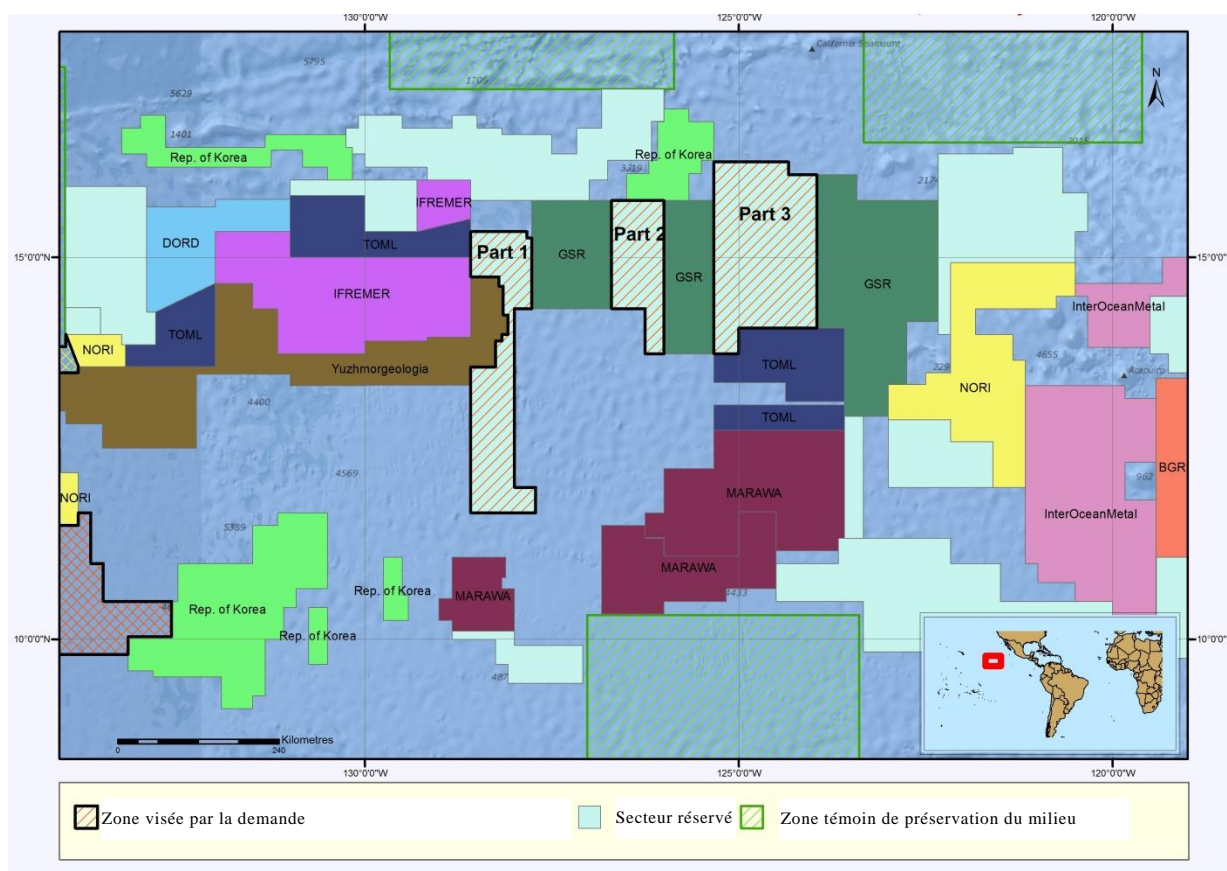 130°0'0"W
125°0'0"W
120°0'0"W
California Seamount
5795
1706
N
5629
1401
Rep. of Korea
Rep. of Korea
3319
2015
2174
IFREMER
Part 3
DORD
TOML
Part 1
GSR
Part 2
15°0'0"N
15°0'0"N
GSR
GSR
IFREMER
InterOceanMetal
TOML
NORI
4655
Yuzhmorgeologia
TOML
229
Acapulco
NORI
4400
TOML
4569
962
BGR
NORI
MARAWA
InterOceanMetal
5389
Rep. of Korea
MARAWA
MARAWA
4433
Rep. of Korea
Rep. of Korea
10°0'0"N
10°0'0"N
487
Kilometres
0
240
130°0'0"W
125°0'0"W
120°0'0"W
Zone visée par la demande
Secteur réservé
Zone témoin de préservation du milieu